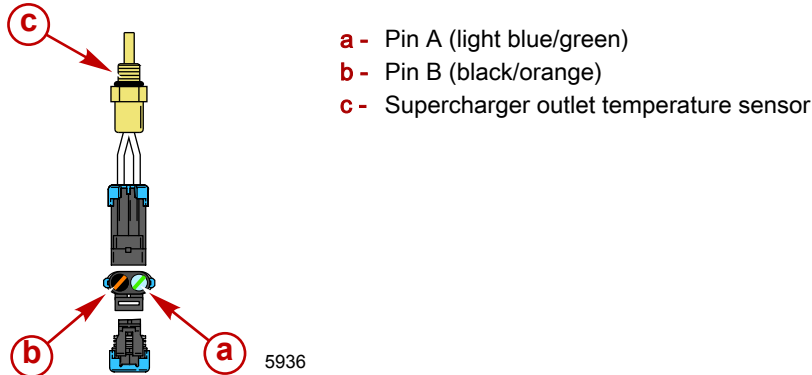 c
a - Pin A (light blue/green)
b - Pin B (black/orange)
c - Supercharger outlet temperature sensor
b
a
5936